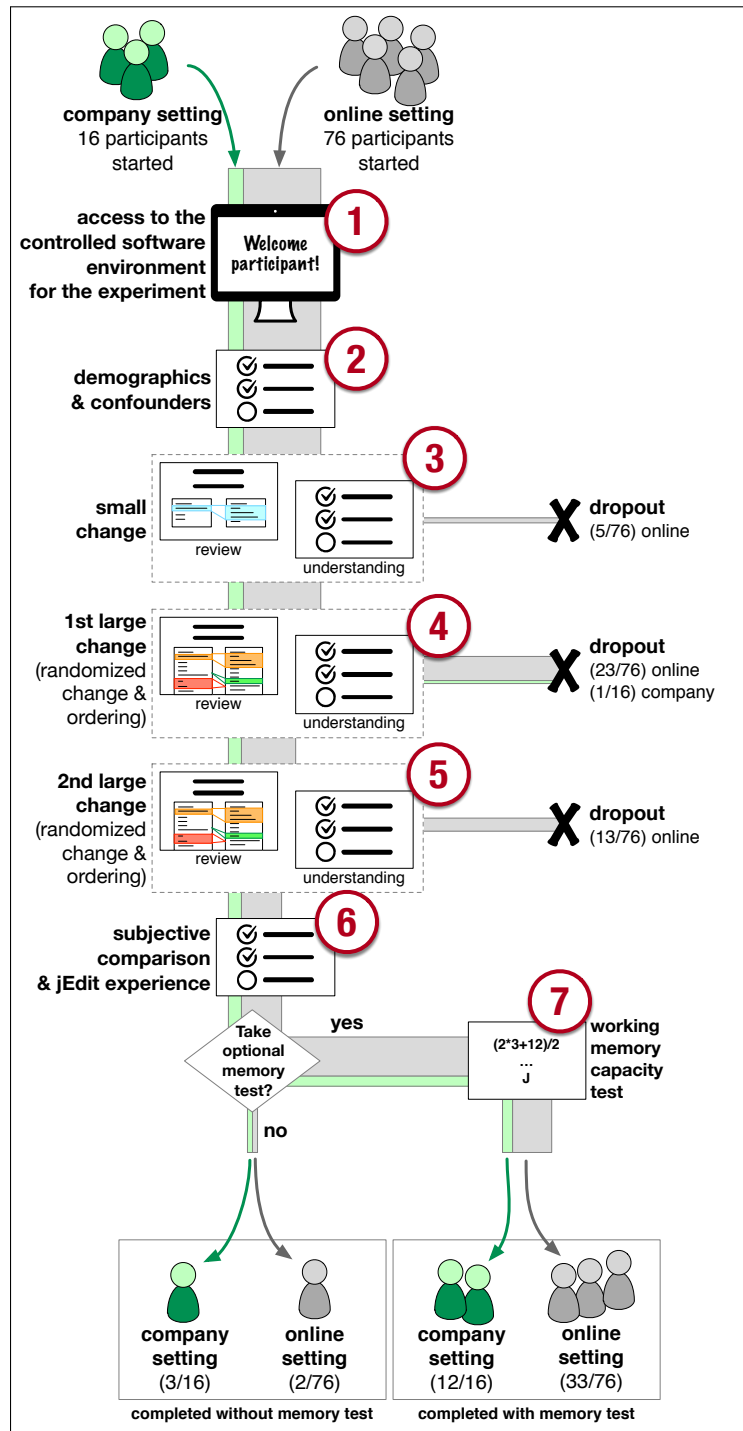 company setting
16 participants
started
online setting
76 participants
started
1
access to the
controlled software
environment
for the experiment
Welcome
participant!
2
demographics
& confounders
3
small
change
review
understanding
dropout
(5/76) online
4
1st large
change
(randomized
change &
ordering)
review
understanding
dropout
(23/76) online
(1/16) company
5
2nd large
change
(randomized
change &
ordering)
review
understanding
dropout
(13/76) online
6
subjective
comparison
& jEdit experience
7
Take
optional
memory
test?
yes
no
(2*3+12)/2
...
J
working
memory
capacity
test
company
setting
(3/16)
online
setting
(2/76)
company
setting
(12/16)
online
setting
(33/76)
completed without memory test
completed with memory test